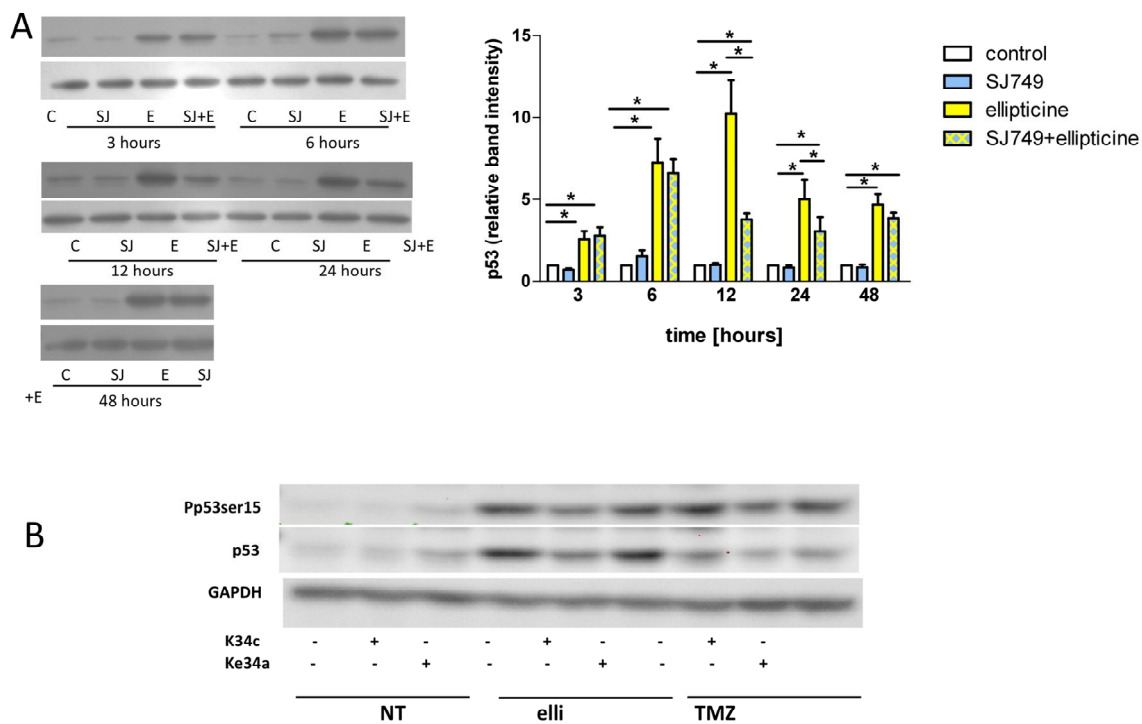 A
C SJ E SJ+E C SJ E SJ+E
3 hours 6 hours
C SJ E SJ+E C SJ E SJ+E
12 hours 24 hours
C SJ E SJ
+E 48 hours
p53 (relative band intensity)
15
10
5
0
* * * * * * * * * * * * *
3 6 12 24 48
time [hours]
control
SJ749
ellipticine
SJ749+ellipticine
B
Pp53ser15
p53
GAPDH
K34c - + - - + - - + -
Ke34a - - + - - + - - +
NT elli TMZ